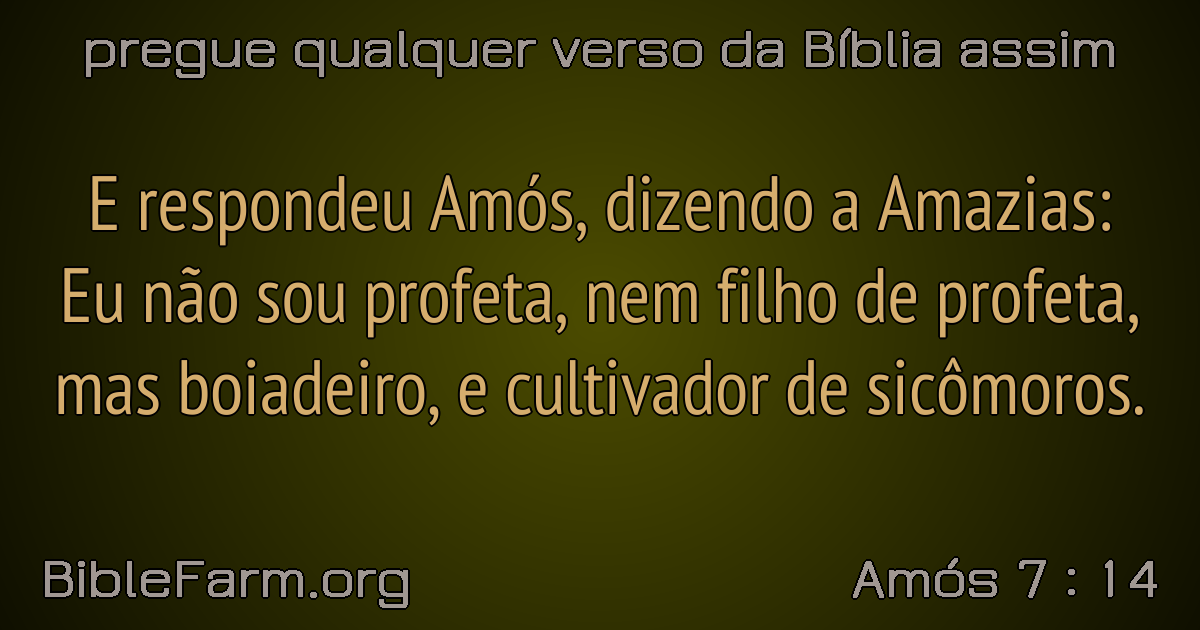 pregue qualquer verso da Bíblia assim
E respondeu Amós, dizendo a Amazias:
Eu não sou profeta, nem filho de profeta,
mas boiadeiro, e cultivador de sicômoros.
BibleFarm.org
Amós 7 : 14